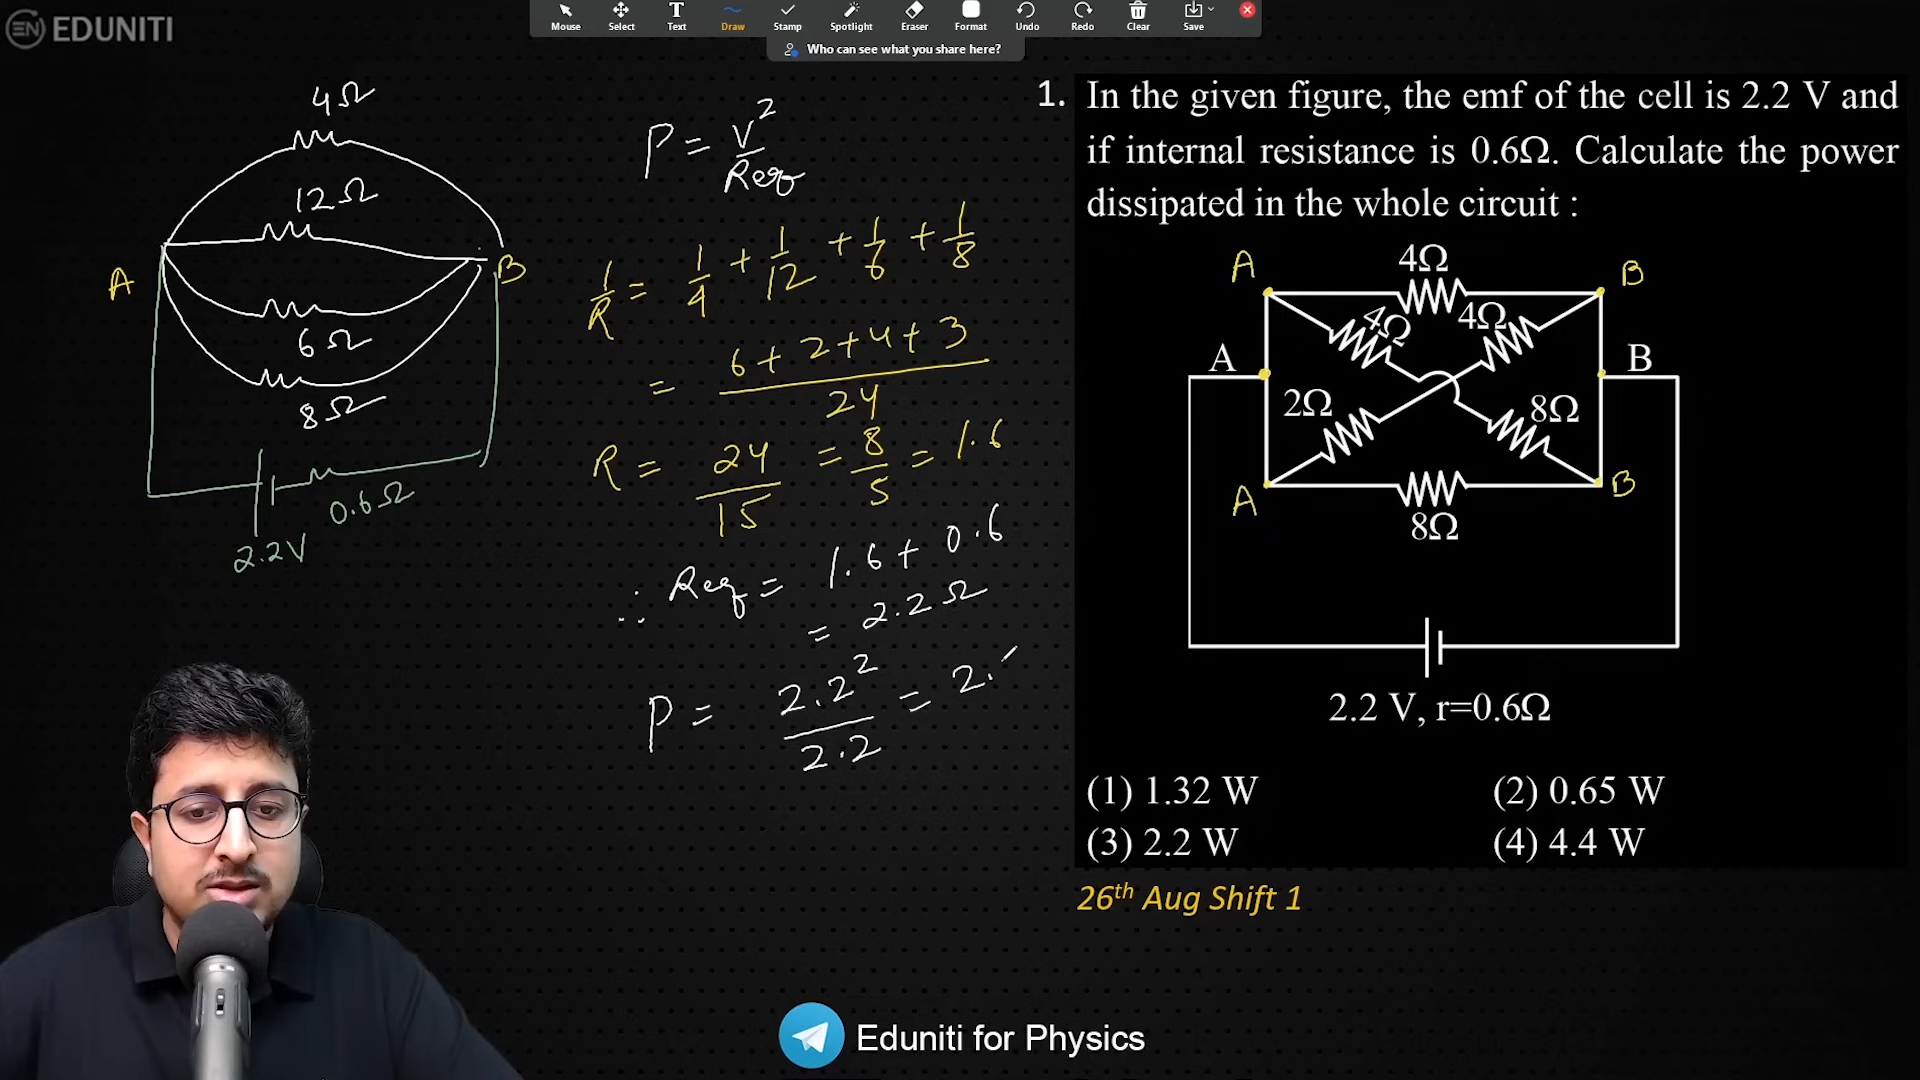 EN EDUNITI
Mouse Select Text Draw Stamp Spotlight Eraser Format Undo Redo Clear Save
Who can see what you share here?
4Ω
12Ω
A B
6Ω
8Ω
0.6Ω
2.2V
P = V²/Req
1/R = 1/4 + 1/12 + 1/6 + 1/8
= 6+2+4+3/24
R = 24/15 = 8/5 = 1.6
∴ Req = 1.6 + 0.6
= 2.2Ω
P = 2.2²/2.2 = 2.
1. In the given figure, the emf of the cell is 2.2 V and
if internal resistance is 0.6Ω. Calculate the power
dissipated in the whole circuit :
A 4Ω B
4Ω 4Ω
A B
2Ω 8Ω
A B
8Ω
2.2 V, r=0.6Ω
(1) 1.32 W (2) 0.65 W
(3) 2.2 W (4) 4.4 W
26th Aug Shift 1
Eduniti for Physics